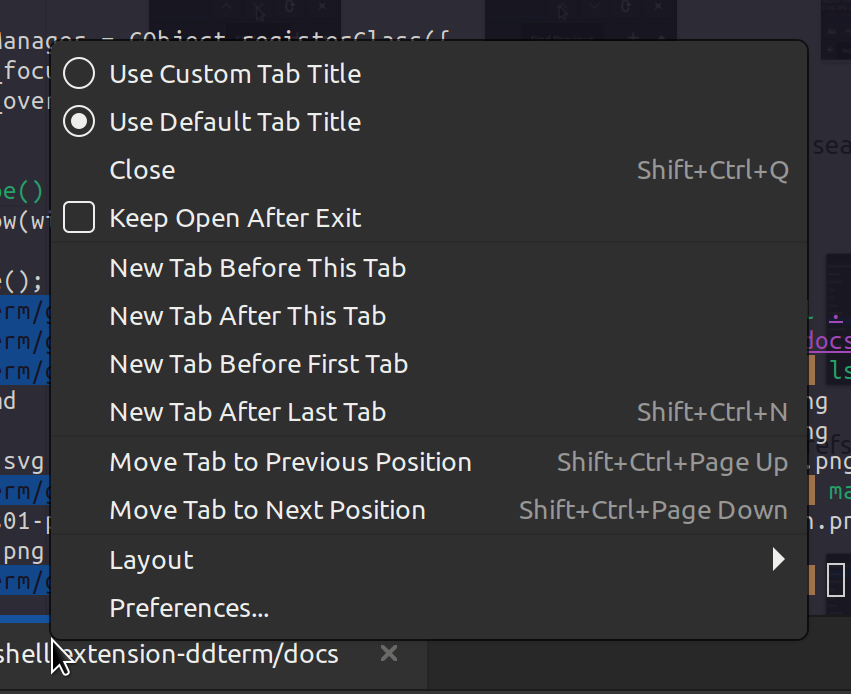 Manager = GObject.registerClass({
Use Custom Tab Title
Use Default Tab Title
Close Shift+Ctrl+Q
Keep Open After Exit
New Tab Before This Tab
New Tab After This Tab
New Tab Before First Tab
New Tab After Last Tab Shift+Ctrl+N
Move Tab to Previous Position Shift+Ctrl+Page Up
Move Tab to Next Position Shift+Ctrl+Page Down
Layout
Preferences...
shell-extension-ddterm/docs